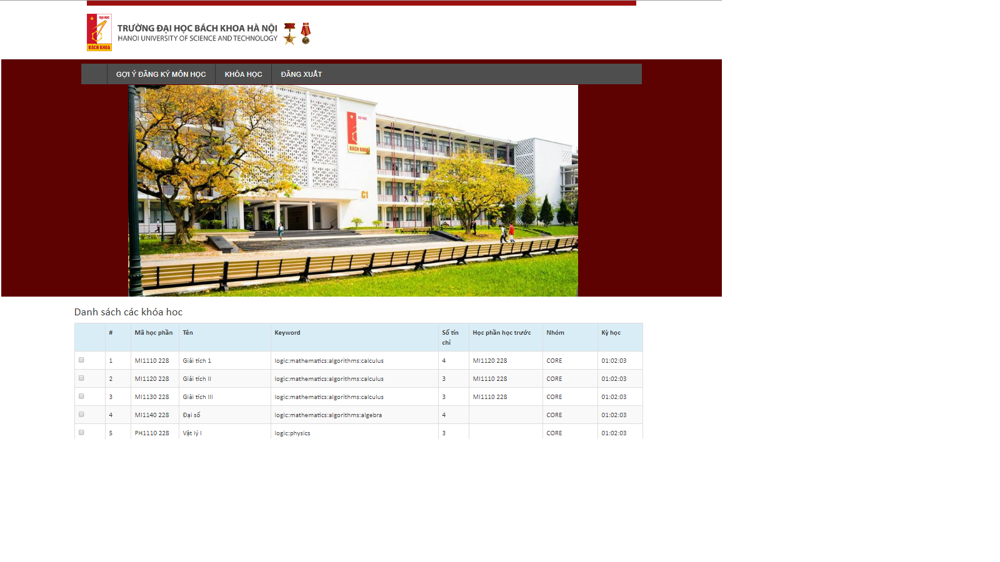 ĐẠI HỌC
BÁCH KHOA
TRƯỜNG ĐẠI HỌC BÁCH KHOA HÀ NỘI
HANOI UNIVERSITY OF SCIENCE AND TECHNOLOGY
GỢI Ý ĐĂNG KÝ MÔN HỌC KHÓA HỌC ĐĂNG XUẤT
ĐẠI HỌC
BÁCH KHOA
C1
Danh sách các khóa học
# Mã học phần Tên Keyword Số tín chỉ Học phần học trước Nhóm Kỳ học
1 MI1110 228 Giải tích 1 logic:mathematics:algorithms:calculus 4 MI1120 228 CORE 01:02:03
2 MI1120 228 Giải tích II logic:mathematics:algorithms:calculus 3 MI1110 228 CORE 01:02:03
3 MI1130 228 Giải tích III logic:mathematics:algorithms:calculus 3 MI1110 228 CORE 01:02:03
4 MI1140 228 Đại số logic:mathematics:algorithms:algebra 4 CORE 01:02:03
5 PH1110 228 Vật lý I logic:physics 3 CORE 01:02:03